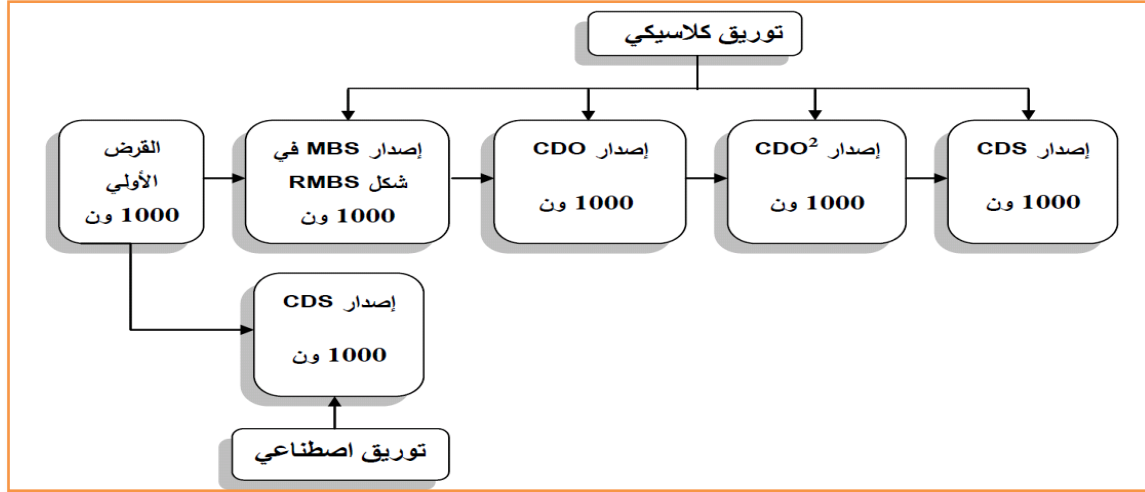 توريق كلاسيكي
القرض
الأولي
1000 ون
إصدار MBS في
شكل RMBS
1000 ون
إصدار CDO
1000 ون
إصدار CDO²
1000 ون
إصدار CDS
1000 ون
إصدار CDS
1000 ون
توريق اصطناعي